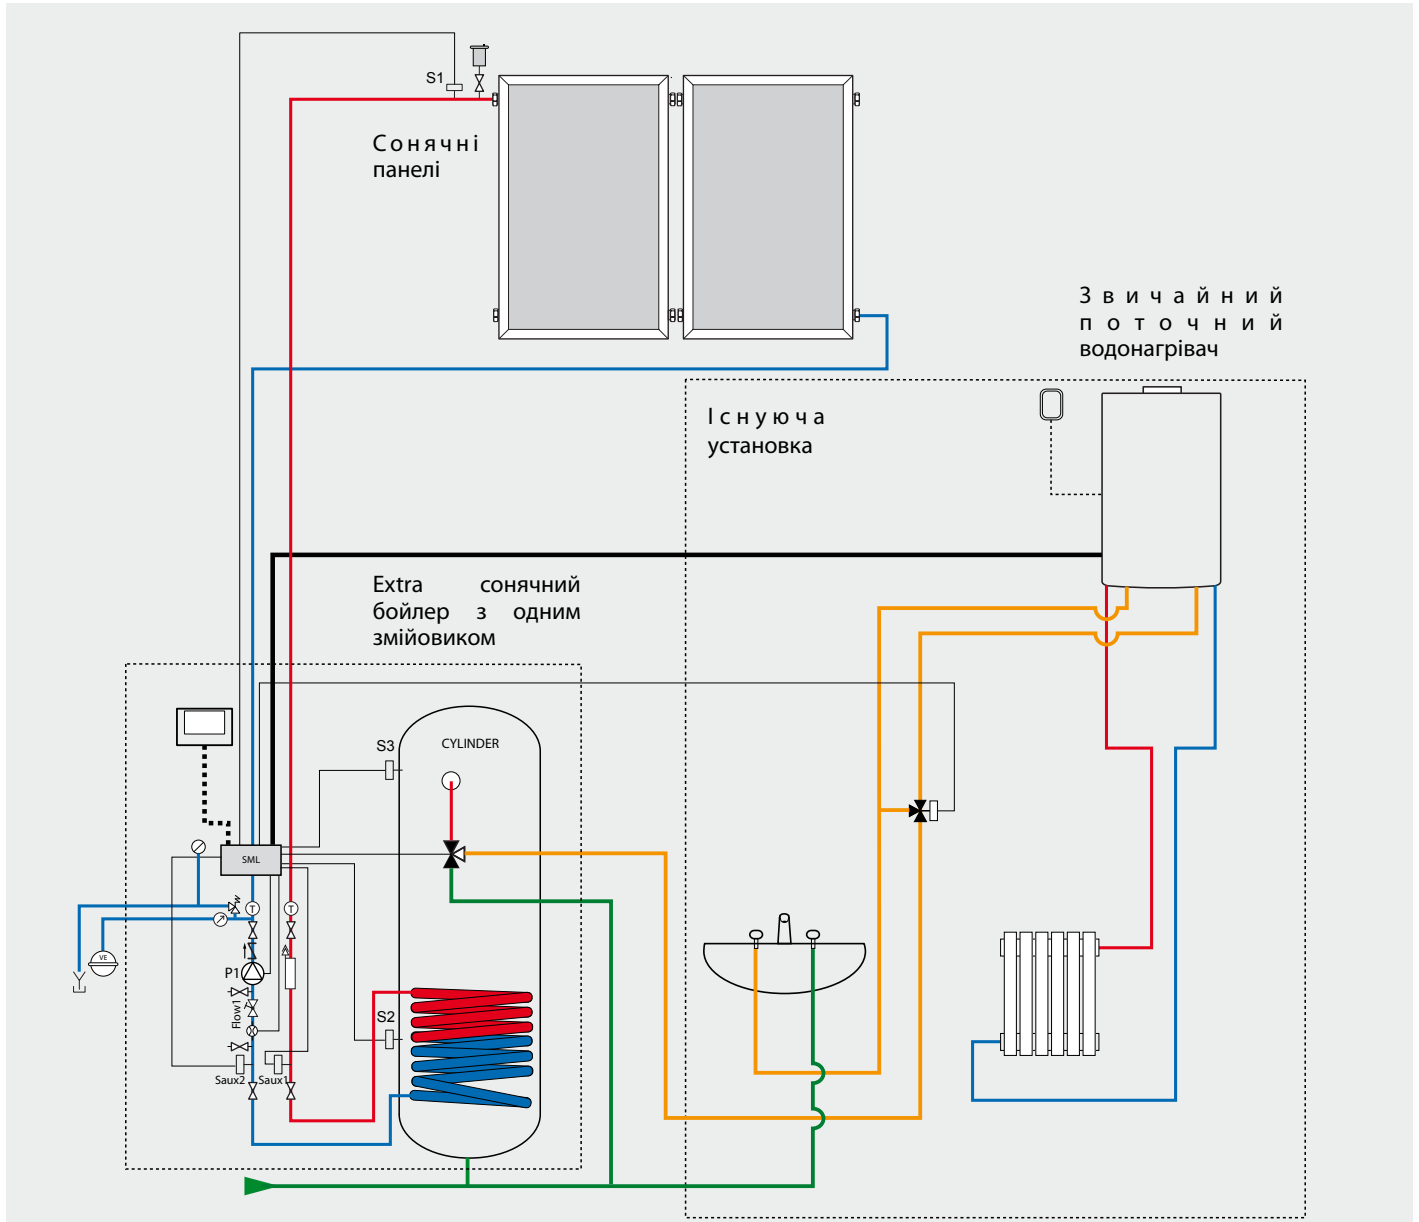 S1
Сонячні
панелі
Звичайний
поточний
водонагрівач
Існуюча
установка
Extra сонячний
бойлер з одним
змійовиком
S3
CYLINDER
SML
T
T
VE
P1
Flow1
S2
Saux2
Saux1